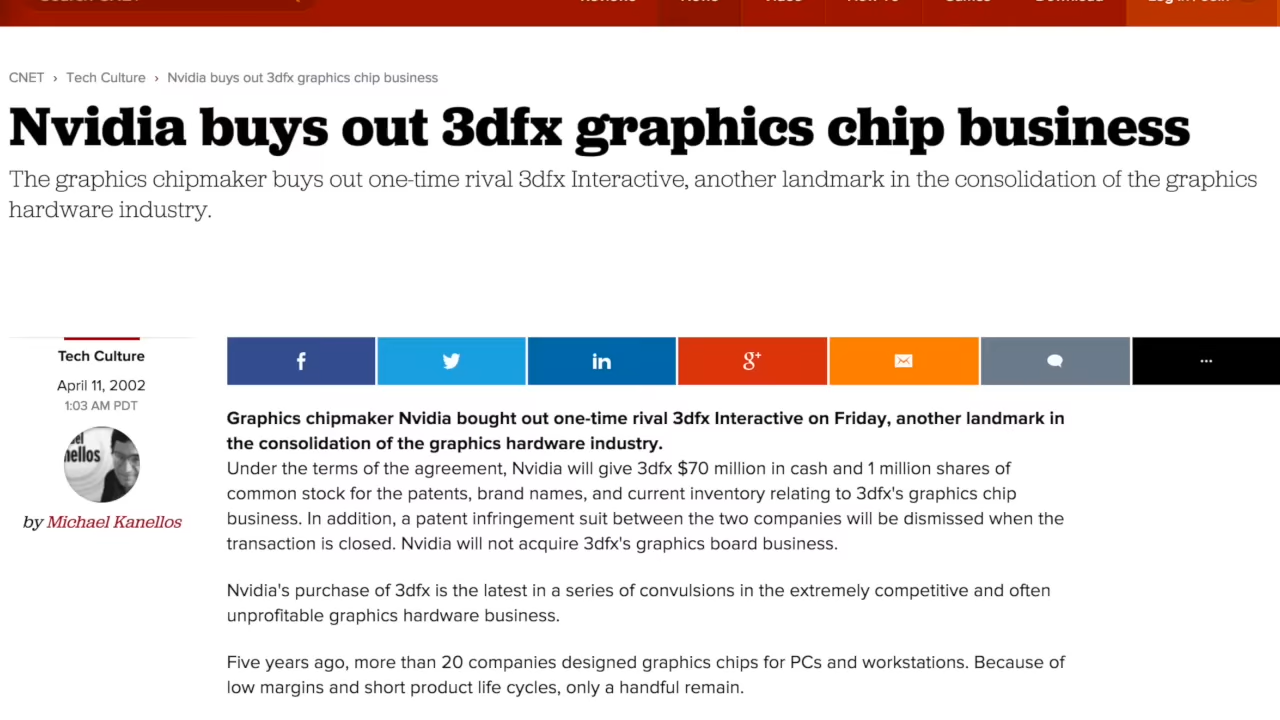 CNET › Tech Culture › Nvidia buys out 3dfx graphics chip business
Nvidia buys out 3dfx graphics chip business
The graphics chipmaker buys out one-time rival 3dfx Interactive, another landmark in the consolidation of the graphics
hardware industry.
Tech Culture
April 11, 2002
1:03 AM PDT
by Michael Kanellos
f
in
g+
...
Graphics chipmaker Nvidia bought out one-time rival 3dfx Interactive on Friday, another landmark in
the consolidation of the graphics hardware industry.
Under the terms of the agreement, Nvidia will give 3dfx $70 million in cash and 1 million shares of
common stock for the patents, brand names, and current inventory relating to 3dfx's graphics chip
business. In addition, a patent infringement suit between the two companies will be dismissed when the
transaction is closed. Nvidia will not acquire 3dfx's graphics board business.
Nvidia's purchase of 3dfx is the latest in a series of convulsions in the extremely competitive and often
unprofitable graphics hardware business.
Five years ago, more than 20 companies designed graphics chips for PCs and workstations. Because of
low margins and short product life cycles, only a handful remain.